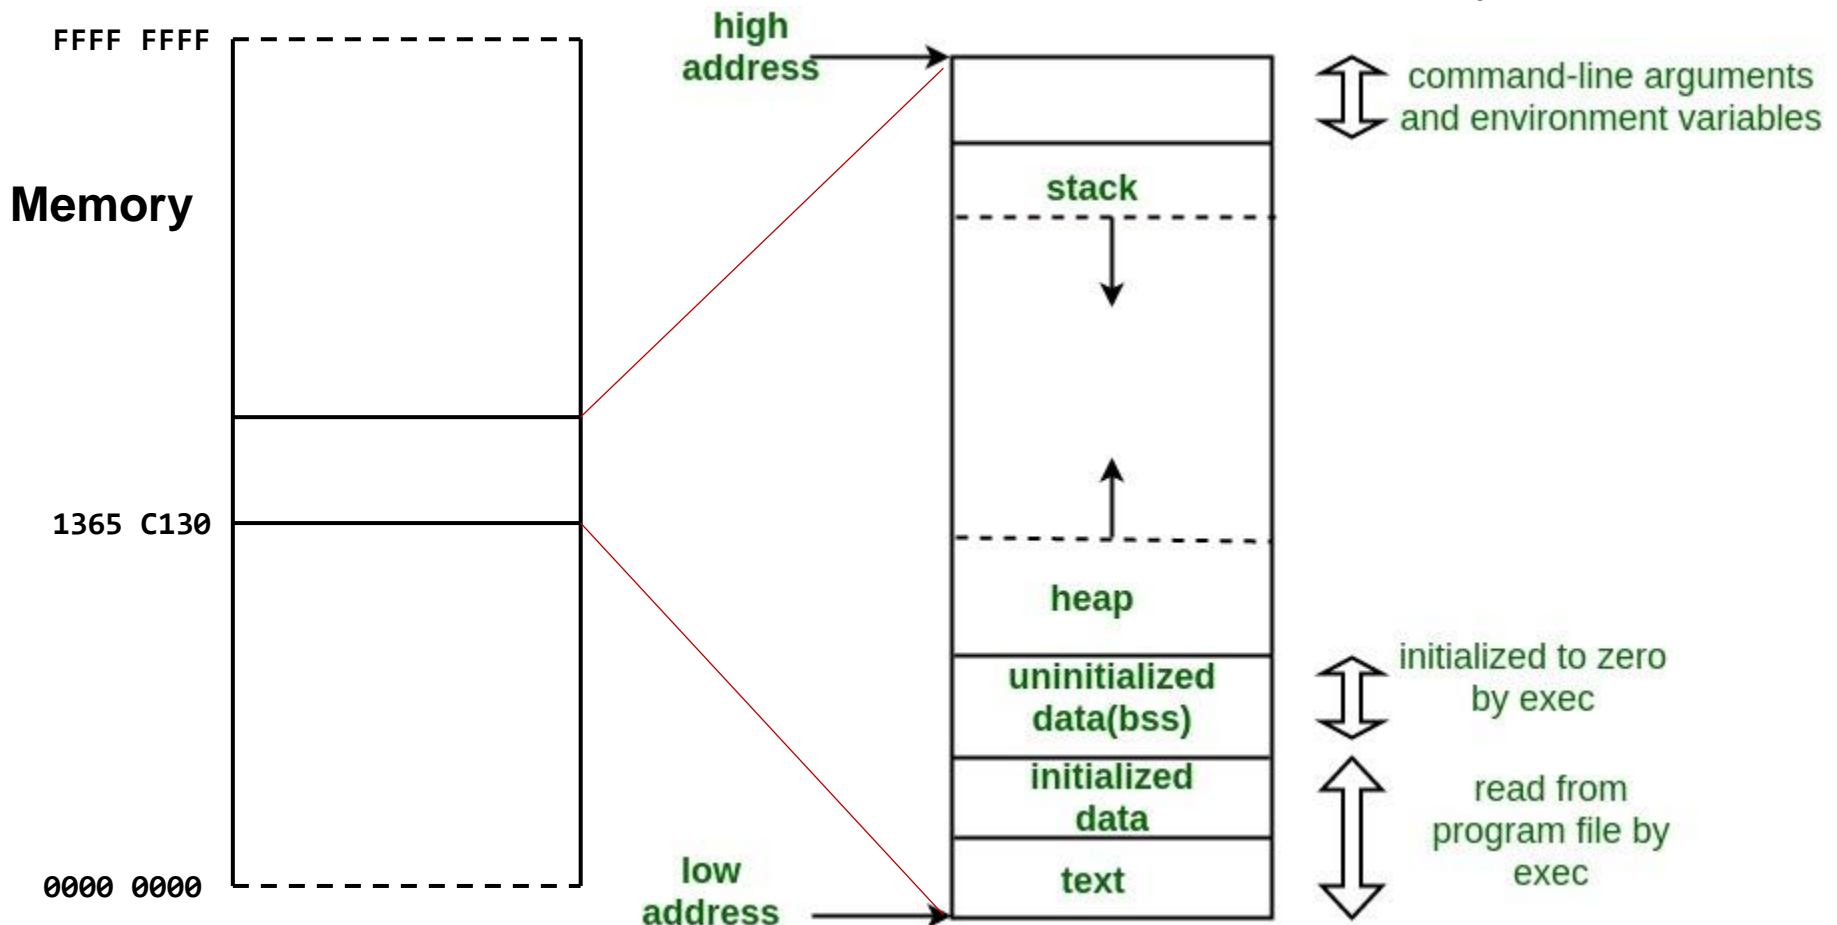 FFFF FFFF
Memory
1365 C130
0000 0000
high
address
command-line arguments
and environment variables
stack
heap
uninitialized
data(bss)
initialized to zero
by exec
initialized
data
read from
program file by
exec
text
low
address